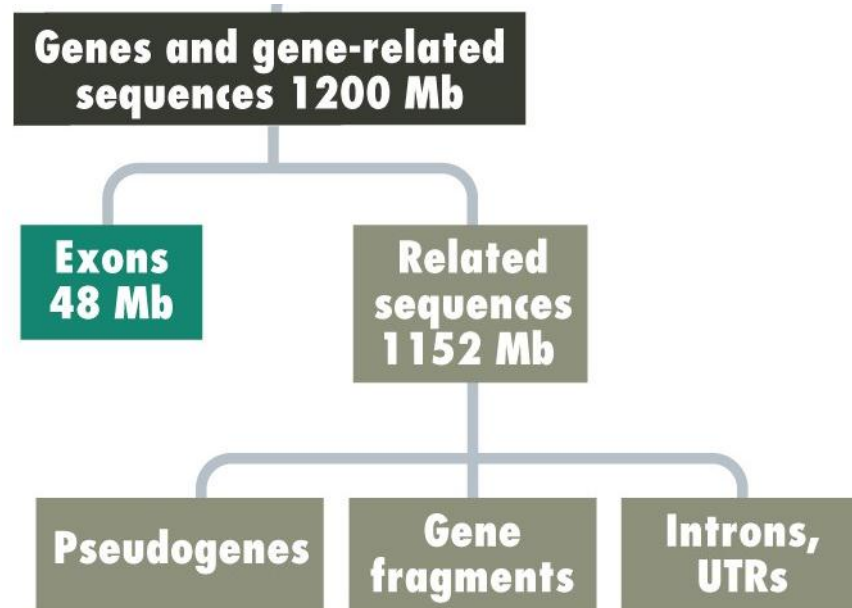 Genes and gene-related
sequences 1200 Mb
Exons
48 Mb
Related
sequences
1152 Mb
Pseudogenes
Gene
fragments
Introns,
UTRs